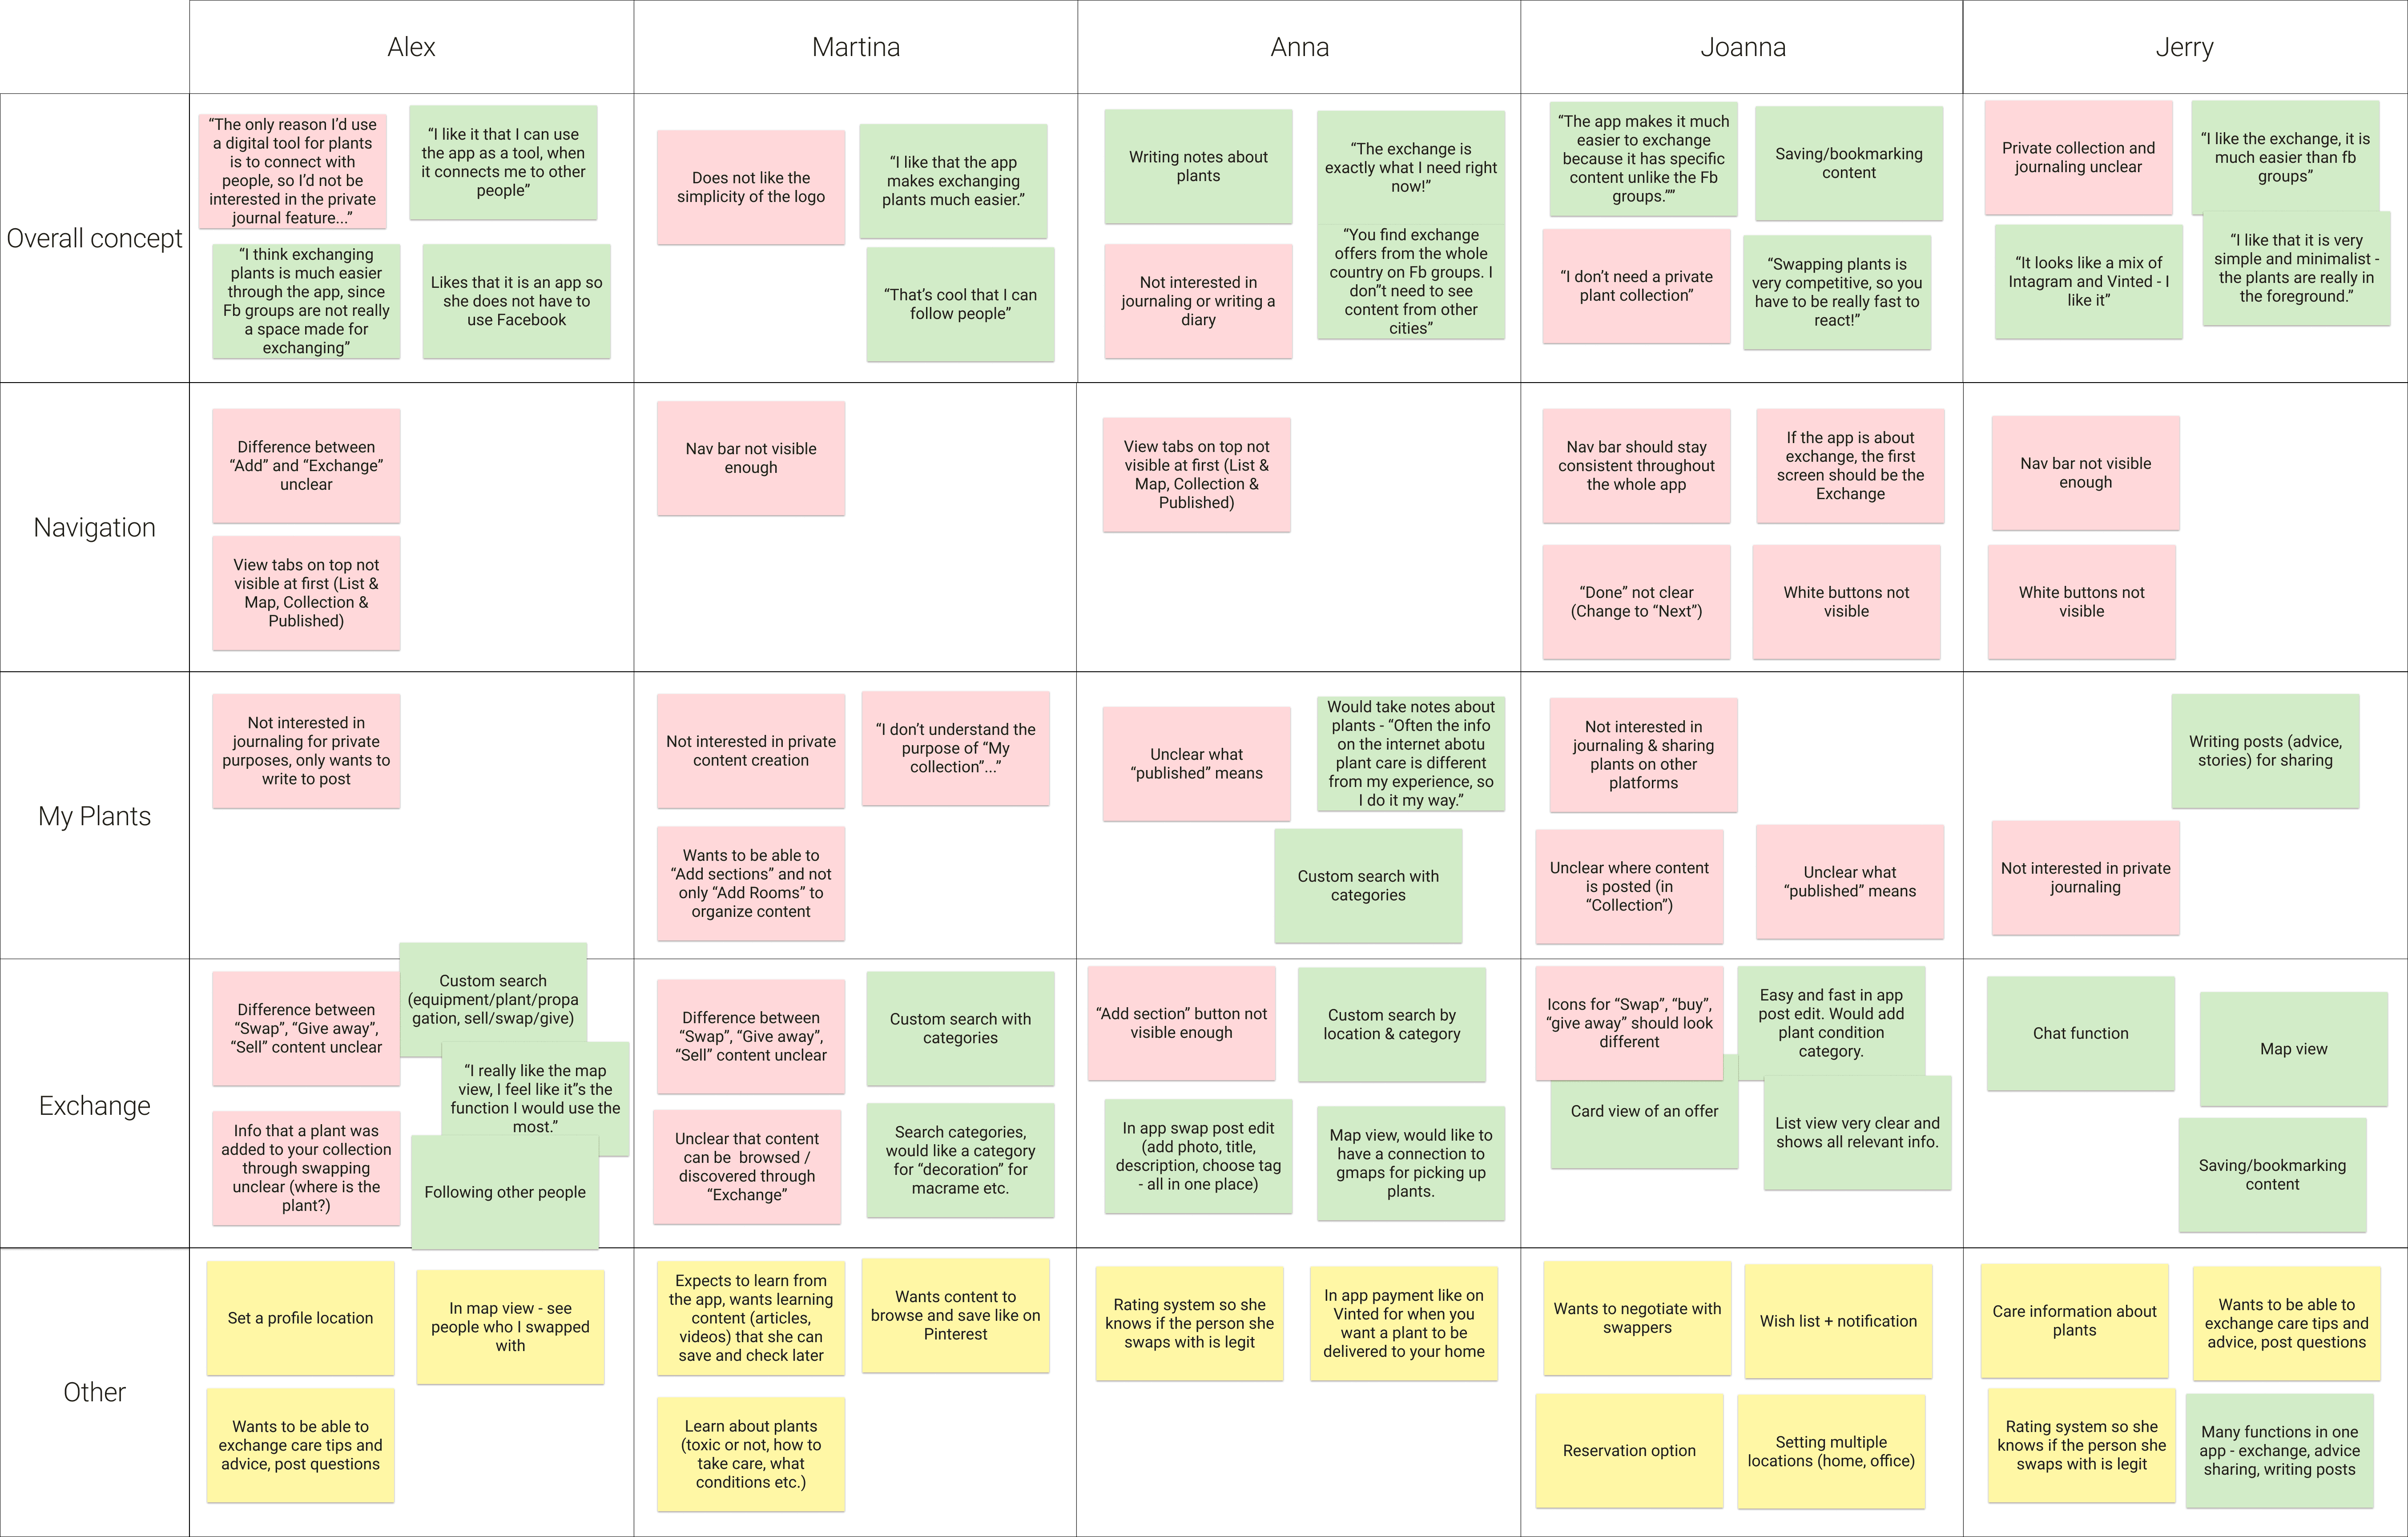 Alex
Martina
Anna
Joanna
Jerry
Overall concept
“The only reason I’d use
a digital tool for plants
is to connect with
people, so I’d not be
interested in the private
journal feature...”
“I like it that I can use
the app as a tool, when
it connects me to other
people”
“I think exchanging
plants is much easier
through the app, since
Fb groups are not really
a space made for
exchanging”
Likes that it is an app so
she does not have to
use Facebook
Does not like the
simplicity of the logo
“I like that the app
makes exchanging
plants much easier.”
“That’s cool that I can
follow people”
Writing notes about
plants
“The exchange is
exactly what I need right
now!”
Not interested in
journaling or writing a
diary
“You find exchange
offers from the whole
country on Fb groups. I
don”t need to see
content from other
cities”
“The app makes it much
easier to exchange
because it has specific
content unlike the Fb
groups.””
Saving/bookmarking
content
“I don’t need a private
plant collection”
“Swapping plants is
very competitive, so you
have to be really fast to
react!”
Private collection and
journaling unclear
“I like the exchange, it is
much easier than fb
groups”
“It looks like a mix of
Intagram and Vinted - I
like it”
“I like that it is very
simple and minimalist -
the plants are really in
the foreground.”
Navigation
Difference between
“Add” and “Exchange”
unclear
View tabs on top not
visible at first (List &
Map, Collection &
Published)
Nav bar not visible
enough
View tabs on top not
visible at first (List &
Map, Collection &
Published)
Nav bar should stay
consistent throughout
the whole app
If the app is about
exchange, the first
screen should be the
Exchange
“Done” not clear
(Change to “Next”)
White buttons not
visible
Nav bar not visible
enough
White buttons not
visible
My Plants
Not interested in
journaling for private
purposes, only wants to
write to post
Not interested in private
content creation
“I don’t understand the
purpose of “My
collection”...”
Wants to be able to
“Add sections” and not
only “Add Rooms” to
organize content
Unclear what
“published” means
Would take notes about
plants - “Often the info
on the internet abotu
plant care is different
from my experience, so
I do it my way.”
Custom search with
categories
Not interested in
journaling & sharing
plants on other
platforms
Unclear where content
is posted (in
“Collection”)
Unclear what
“published” means
Writing posts (advice,
stories) for sharing
Not interested in private
journaling
Exchange
Difference between
“Swap”, “Give away”,
“Sell” content unclear
Custom search
(equipment/plant/propa
gation, sell/swap/give)
“I really like the map
view, I feel like it”s the
function I would use the
most.”
Info that a plant was
added to your collection
through swapping
unclear (where is the
plant?)
Following other people
Difference between
“Swap”, “Give away”,
“Sell” content unclear
Custom search with
categories
Unclear that content
can be browsed /
discovered through
“Exchange”
Search categories,
would like a category
for “decoration” for
macrame etc.
“Add section” button not
visible enough
Custom search by
location & category
In app swap post edit
(add photo, title,
description, choose tag
- all in one place)
Map view, would like to
have a connection to
gmaps for picking up
plants.
Icons for “Swap”, “buy”,
“give away” should look
different
Easy and fast in app
post edit. Would add
plant condition
category.
Card view of an offer
List view very clear and
shows all relevant info.
Chat function
Map view
Saving/bookmarking
content
Other
Set a profile location
In map view - see
people who I swapped
with
Wants to be able to
exchange care tips and
advice, post questions
Expects to learn from
the app, wants learning
content (articles,
videos) that she can
save and check later
Wants content to
browse and save like on
Pinterest
Learn about plants
(toxic or not, how to
take care, what
conditions etc.)
Rating system so she
knows if the person she
swaps with is legit
In app payment like on
Vinted for when you
want a plant to be
delivered to your home
Wants to negotiate with
swappers
Wish list + notification
Reservation option
Setting multiple
locations (home, office)
Care information about
plants
Wants to be able to
exchange care tips and
advice, post questions
Rating system so she
knows if the person she
swaps with is legit
Many functions in one
app - exchange, advice
sharing, writing posts